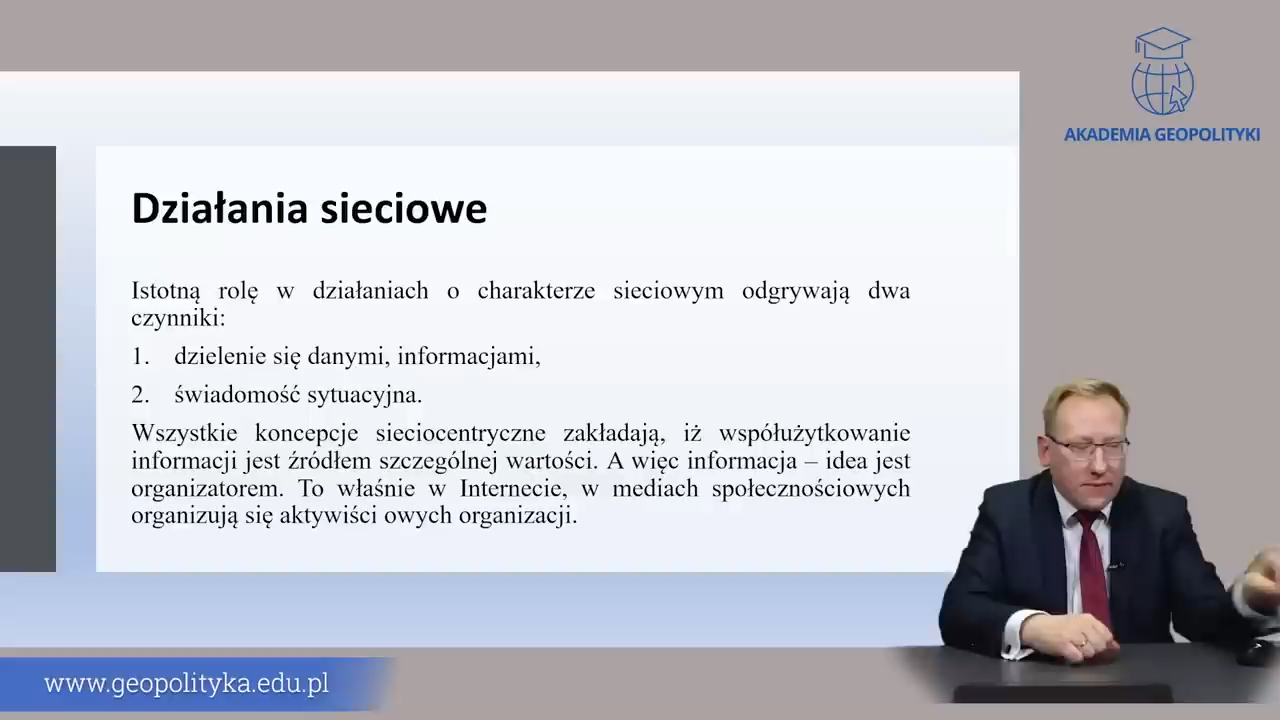 AKADEMIA GEOPOLITYKI
Działania sieciowe
Istotną rolę w działaniach o charakterze sieciowym odgrywają dwa
czynniki:
1. dzielenie się danymi, informacjami,
2. świadomość sytuacyjna.
Wszystkie koncepcje sieciocentryczne zakładają, iż współużytkowanie
informacji jest źródłem szczególnej wartości. A więc informacja – idea jest
organizatorem. To właśnie w Internecie, w mediach społecznościowych
organizują się aktywiści owych organizacji.
www.geopolityka.edu.pl